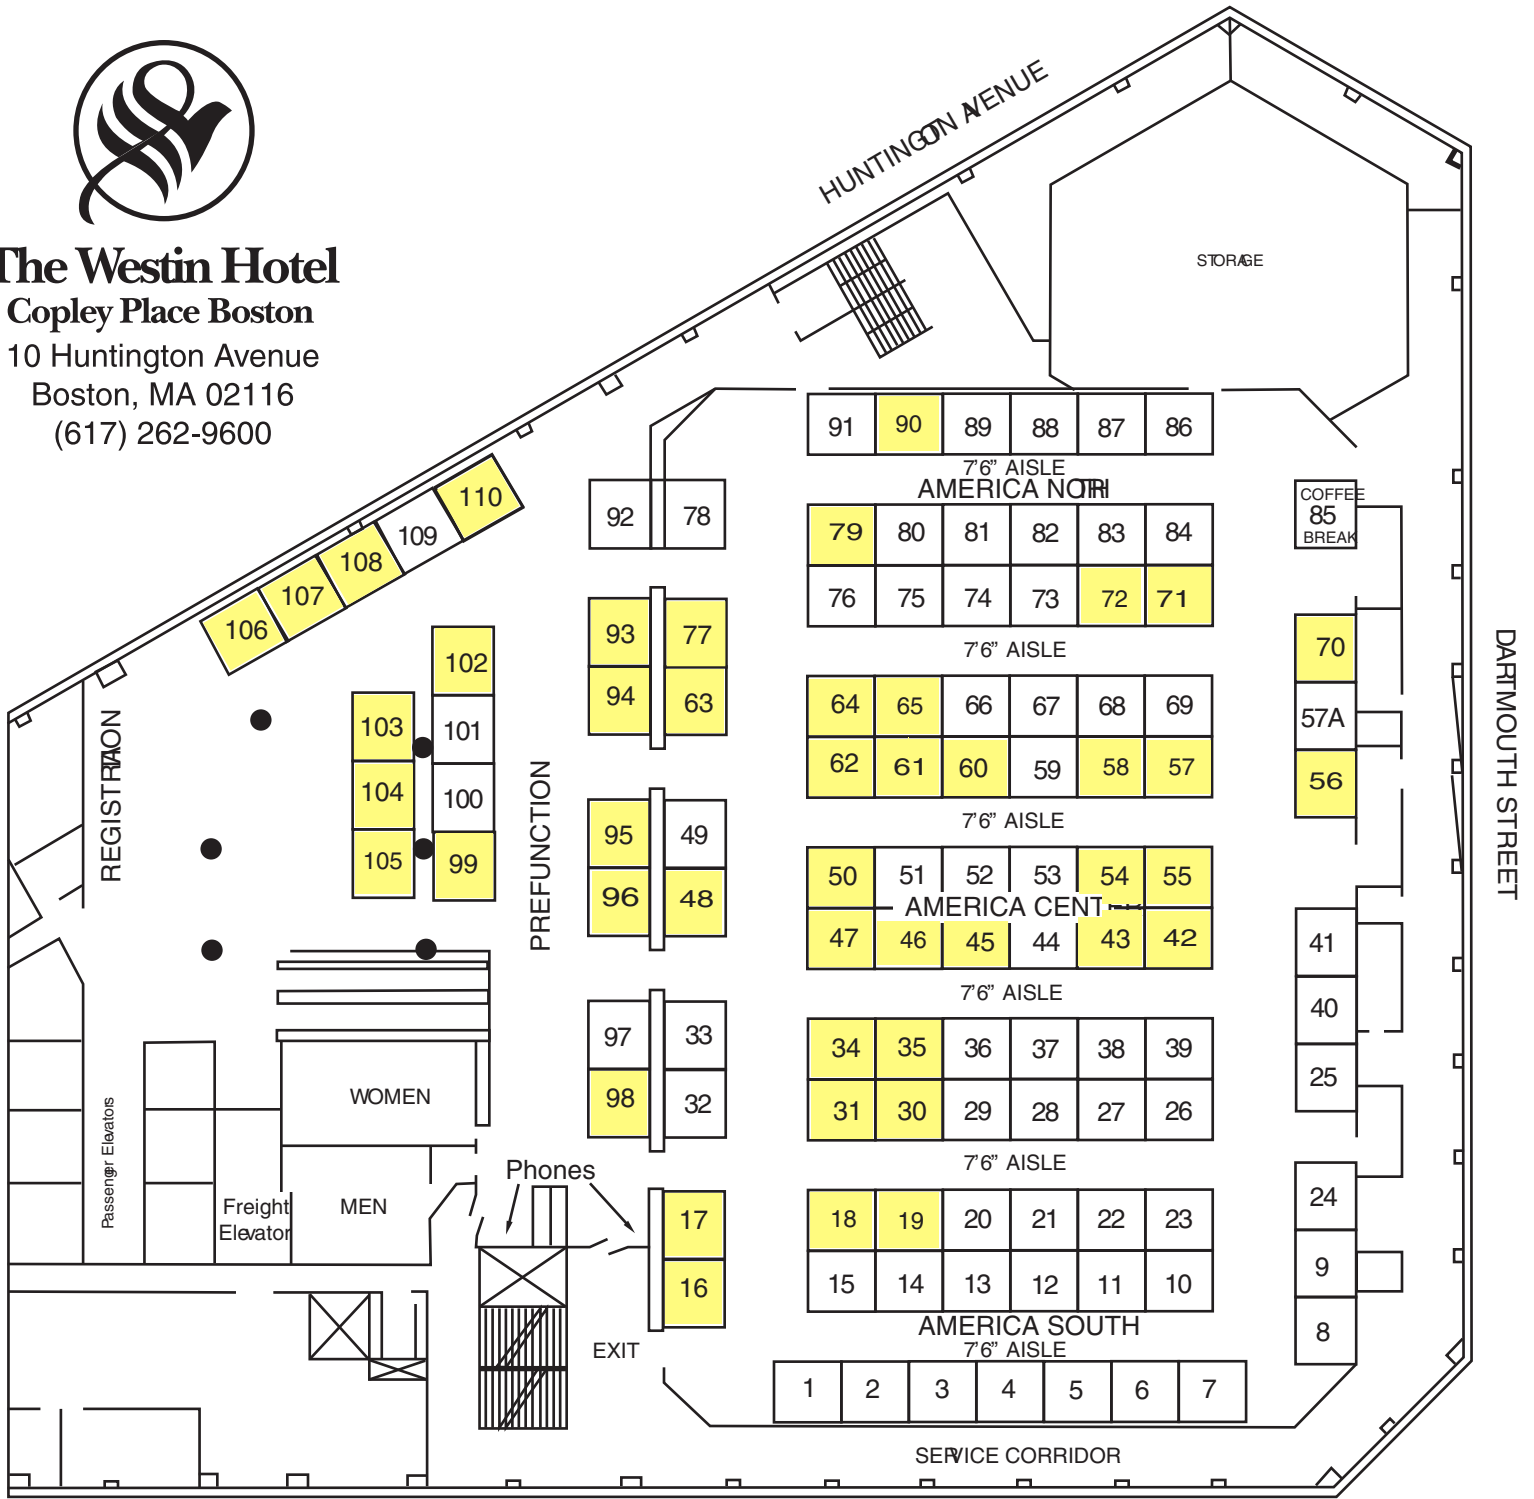 The Westin Hotel
Copley Place Boston
10 Huntington Avenue
Boston, MA 02116
(617) 262-9600
HUNTINGTON AVENUE
STORAGE
91 90 89 88 87 86
7'6" AISLE
AMERICA NORTH
92 78
79 80 81 82 83 84
76 75 74 73 72 71
COFFEE
85
BREAK
110
109
108
107
106
7'6" AISLE
93 77
94 63
70
57A
56
DARTMOUTH STREET
102
103 101
104 100
105 99
REGISTRATION
PREFUNCTION
64 65 66 67 68 69
62 61 60 59 58 57
7'6" AISLE
95 49
96 48
50 51 52 53 54 55
AMERICA CENT
47 46 45 44 43 42
7'6" AISLE
41
40
25
97 33
98 32
34 35 36 37 38 39
31 30 29 28 27 26
7'6" AISLE
WOMEN
Passenger Elevators
Freight
Elevator
MEN
Phones
17
16
18 19 20 21 22 23
15 14 13 12 11 10
24
9
8
AMERICA SOUTH
7'6" AISLE
EXIT
1 2 3 4 5 6 7
SERVICE CORRIDOR